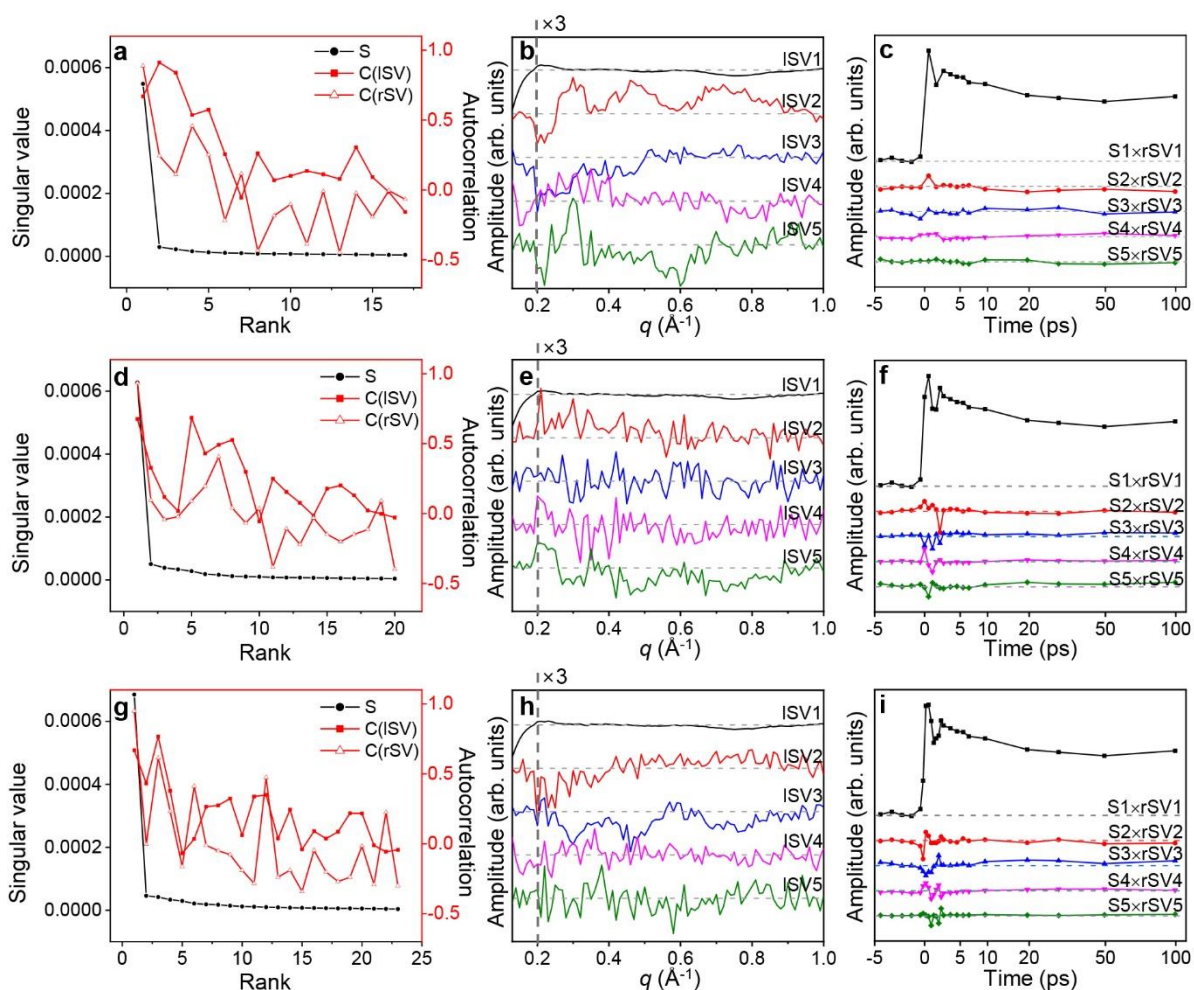 a
S
C(lSV)
C(rSV)
Singular value
0.0006
0.0004
0.0002
0.0000
0
5
10
15
Rank
1.0
0.5
0.0
-0.5
Autocorrelation
×3
b
lSV1
lSV2
lSV3
lSV4
lSV5
Amplitude (arb. units)
0.2
0.4
0.6
0.8
1.0
q (Å-1)
c
S1×rSV1
S2×rSV2
S3×rSV3
S4×rSV4
S5×rSV5
Amplitude (arb. units)
-5
0
5
10
50
100
Time (ps)
d
S
C(lSV)
C(rSV)
Singular value
0.0006
0.0004
0.0002
0.0000
0
5
10
15
20
Rank
1.0
0.5
0.0
-0.5
Autocorrelation
×3
e
lSV1
lSV2
lSV3
lSV4
lSV5
Amplitude (arb. units)
0.2
0.4
0.6
0.8
1.0
q (Å-1)
f
S1×rSV1
S2×rSV2
S3×rSV3
S4×rSV4
S5×rSV5
Amplitude (arb. units)
-5
0
5
10
50
100
Time (ps)
g
S
C(lSV)
C(rSV)
Singular value
0.0006
0.0004
0.0002
0.0000
0
5
10
15
20
25
Rank
1.0
0.5
0.0
-0.5
Autocorrelation
×3
h
lSV1
lSV2
lSV3
lSV4
lSV5
Amplitude (arb. units)
0.2
0.4
0.6
0.8
1.0
q (Å-1)
i
S1×rSV1
S2×rSV2
S3×rSV3
S4×rSV4
S5×rSV5
Amplitude (arb. units)
-5
0
5
10
50
100
Time (ps)